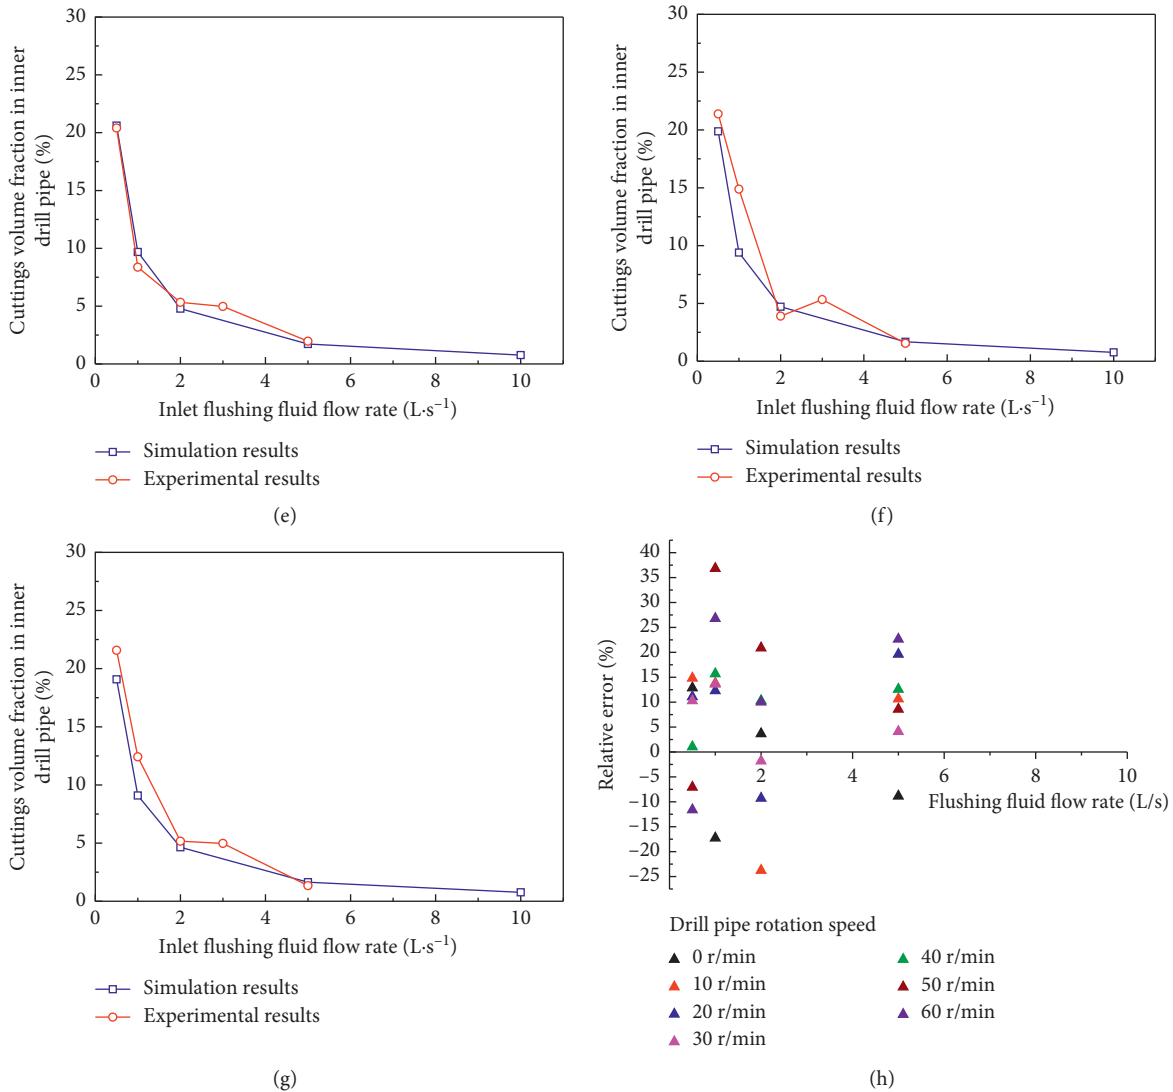 30
25
20
15
10
5
0
Cuttings volume fraction in inner
drill pipe (%)
0 2 4 6 8 10
Inlet flushing fluid flow rate (L·s⁻¹)
Simulation results
Experimental results
(e)
30
25
20
15
10
5
0
Cuttings volume fraction in inner
drill pipe (%)
0 2 4 6 8 10
Inlet flushing fluid flow rate (L·s⁻¹)
Simulation results
Experimental results
(f)
30
25
20
15
10
5
0
Cuttings volume fraction in inner
drill pipe (%)
0 2 4 6 8 10
Inlet flushing fluid flow rate (L·s⁻¹)
Simulation results
Experimental results
(g)
40
35
30
25
20
15
10
5
0
−5
−10
−15
−20
−25
Relative error (%)
2 4 6 8 10
Flushing fluid flow rate (L/s)
Drill pipe rotation speed
0 r/min
10 r/min
20 r/min
30 r/min
40 r/min
50 r/min
60 r/min
(h)